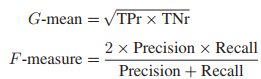 G-mean = √TPr × TNr
F-measure = 2 × Precision × Recall / Precision + Recall